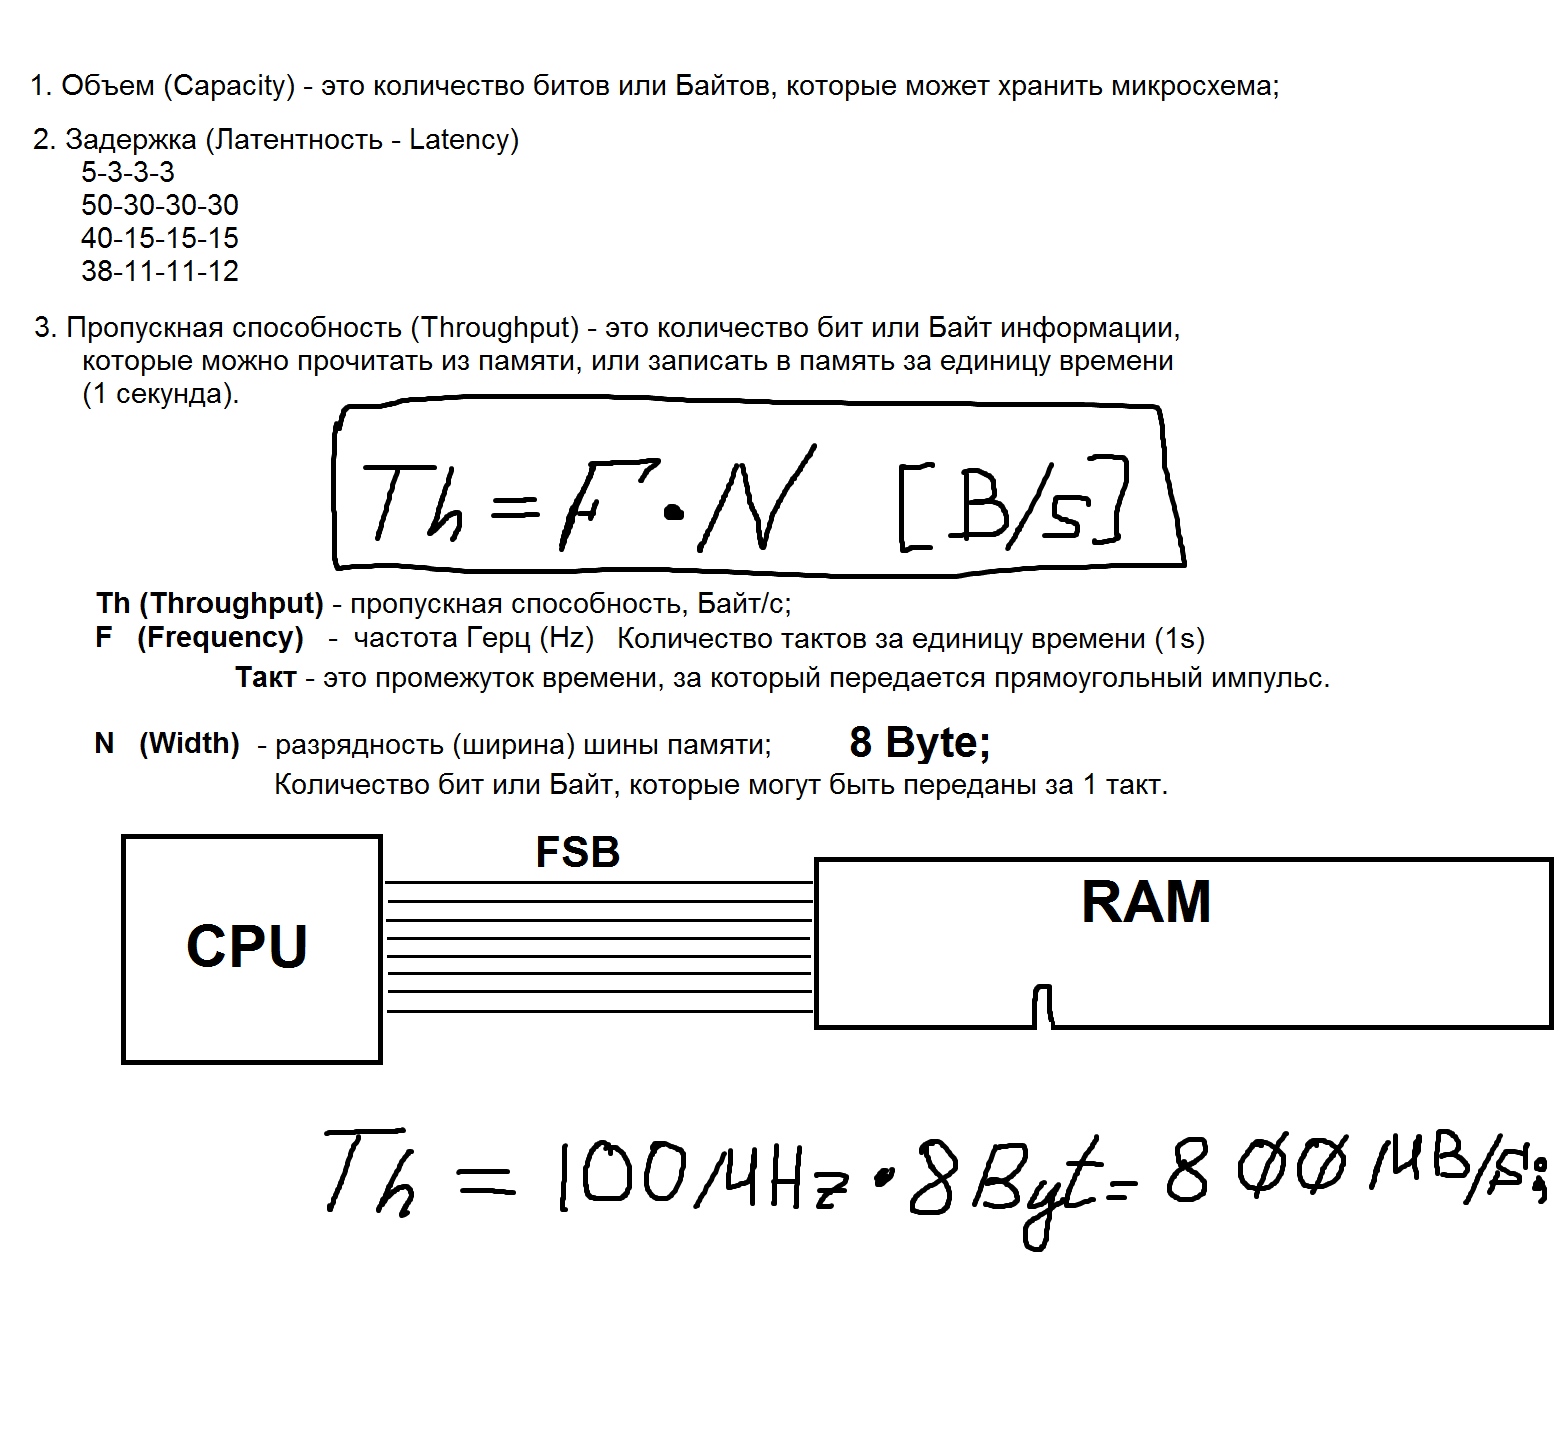 1. Объем (Capacity) - это количество битов или Байтов, которые может хранить микросхема;
2. Задержка (Латентность - Latency)
5-3-3-3
50-30-30-30
40-15-15-15
38-11-11-12
3. Пропускная способность (Throughput) - это количество бит или Байт информации,
которые можно прочитать из памяти, или записать в память за единицу времени
(1 секунда).
Th = F • N [B/s]
Th (Throughput) - пропускная способность, Байт/с;
F (Frequency) - частота Герц (Hz) Количество тактов за единицу времени (1s)
Такт - это промежуток времени, за который передается прямоугольный импульс.
N (Width) - разрядность (ширина) шины памяти; 8 Byte;
Количество бит или Байт, которые могут быть переданы за 1 такт.
FSB
CPU
RAM
Th = 100 MHz • 8 Byt = 800 MB/s;